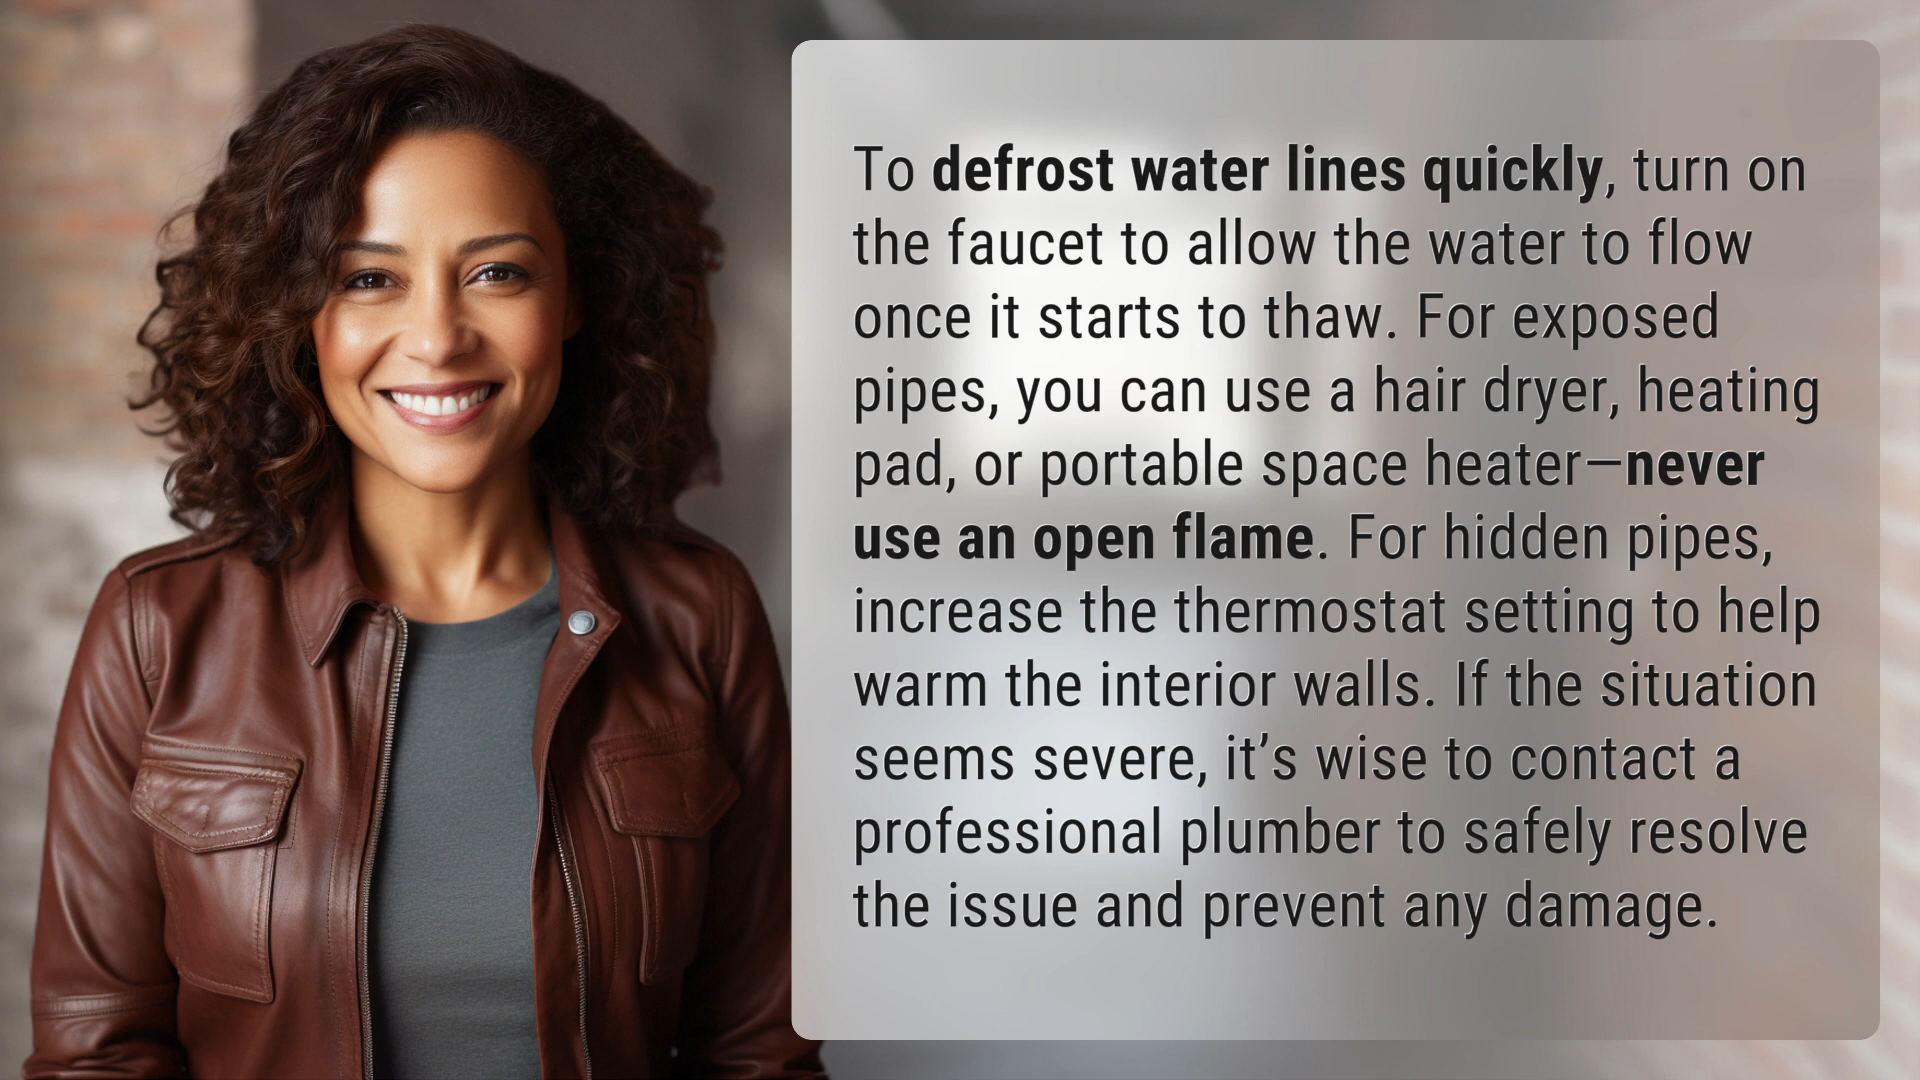 To defrost water lines quickly, turn on
the faucet to allow the water to flow
once it starts to thaw. For exposed
pipes, you can use a hair dryer, heating
pad, or portable space heater—never
use an open flame. For hidden pipes,
increase the thermostat setting to help
warm the interior walls. If the situation
seems severe, it’s wise to contact a
professional plumber to safely resolve
the issue and prevent any damage.